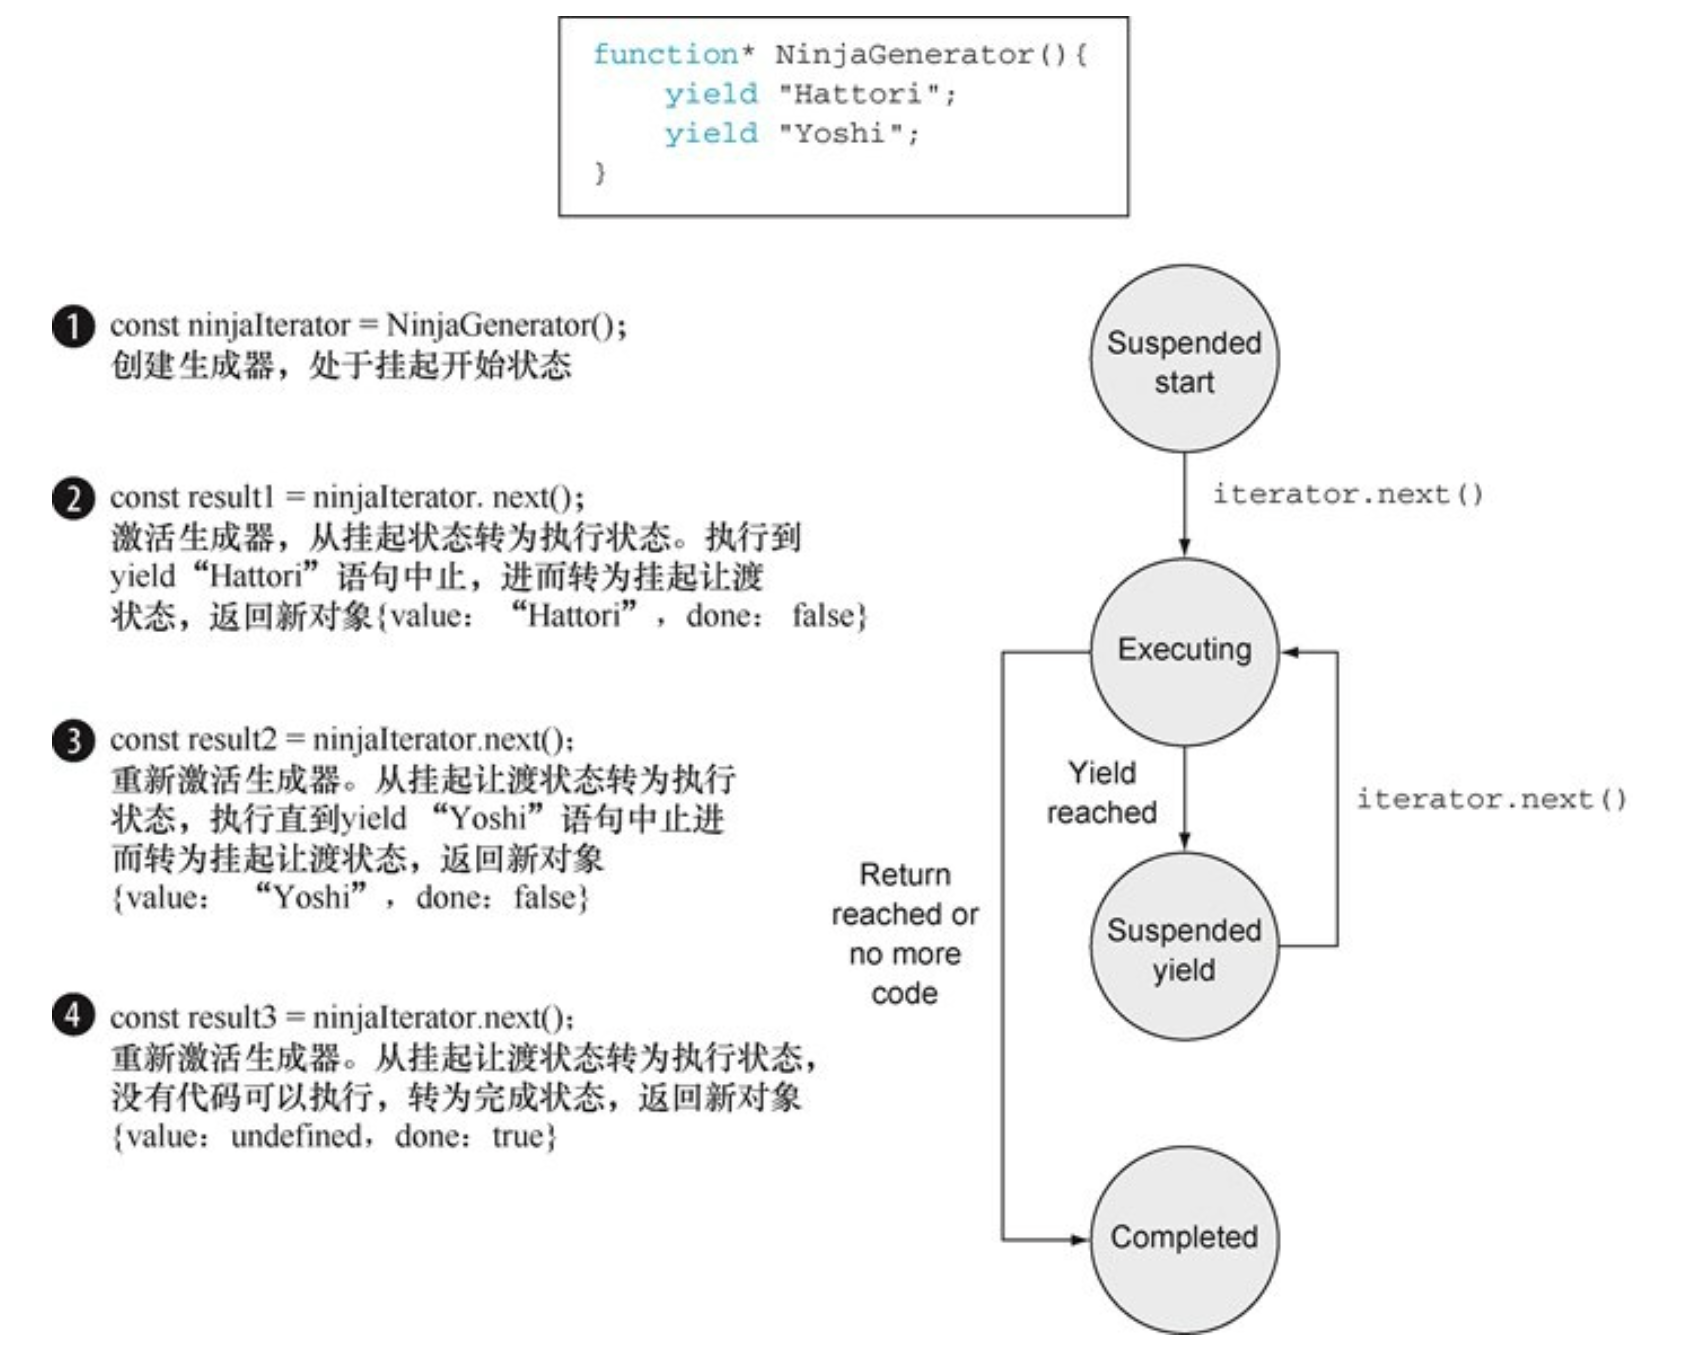 function* NinjaGenerator(){
yield "Hattori";
yield "Yoshi";
}
1 const ninjaIterator = NinjaGenerator();
创建生成器，处于挂起开始状态
2 const result1 = ninjaIterator. next();
激活生成器，从挂起状态转为执行状态。执行到
yield“Hattori”语句中止，进而转为挂起让渡
状态，返回新对象{value： “Hattori”，done： false}
3 const result2 = ninjaIterator.next();
重新激活生成器。从挂起让渡状态转为执行
状态，执行直到yield “Yoshi”语句中止进
而转为挂起让渡状态，返回新对象
{value： “Yoshi”，done：false}
4 const result3 = ninjaIterator.next();
重新激活生成器。从挂起让渡状态转为执行状态，
没有代码可以执行，转为完成状态，返回新对象
{value：undefined，done：true}
Suspended
start
iterator.next()
Executing
Yield
reached
iterator.next()
Return
reached or
no more
code
Suspended
yield
Completed